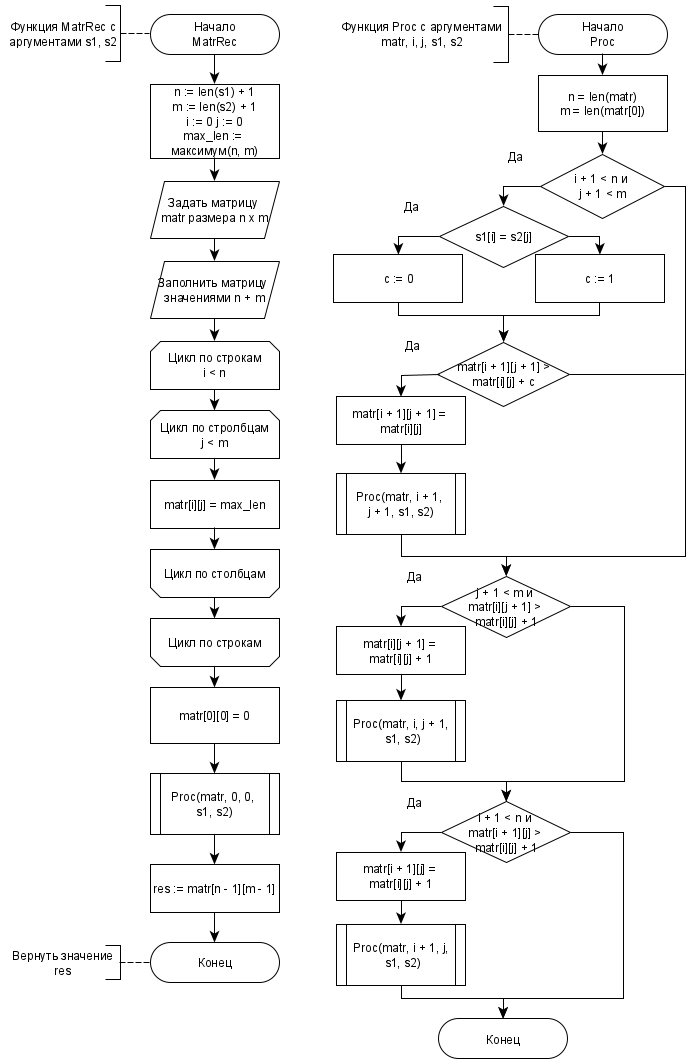 Функция MatrRec с
аргументами s1, s2
Начало
MatrRec
n := len(s1) + 1
m := len(s2) + 1
i := 0 j := 0
max_len :=
максимум(n, m)
Задать матрицу
matr размера n x m
Заполнить матрицу
значениями n + m
Цикл по строкам
i < n
Цикл по стролбцам
j < m
matr[i][j] = max_len
Цикл по столбцам
Цикл по строкам
matr[0][0] = 0
Proc(matr, 0, 0,
s1, s2)
res := matr[n - 1][m - 1]
Вернуть значение
res
Конец
Функция Proc с аргументами
matr, i, j, s1, s2
Начало
Proc
n = len(matr)
m = len(matr[0])
Да
i + 1 < n и
j + 1 < m
Да
s1[i] = s2[j]
c := 0
c := 1
Да
matr[i + 1][j + 1] >
matr[i][j] + c
matr[i + 1][j + 1] =
matr[i][j]
Proc(matr, i + 1,
j + 1, s1, s2)
Да
j + 1 < m и
matr[i][j + 1] >
matr[i][j] + 1
matr[i][j + 1] =
matr[i][j] + 1
Proc(matr, i, j + 1,
s1, s2)
Да
i + 1 < n и
matr[i + 1][j] >
matr[i][j] + 1
matr[i + 1][j] =
matr[i][j] + 1
Proc(matr, i + 1, j,
s1, s2)
Конец